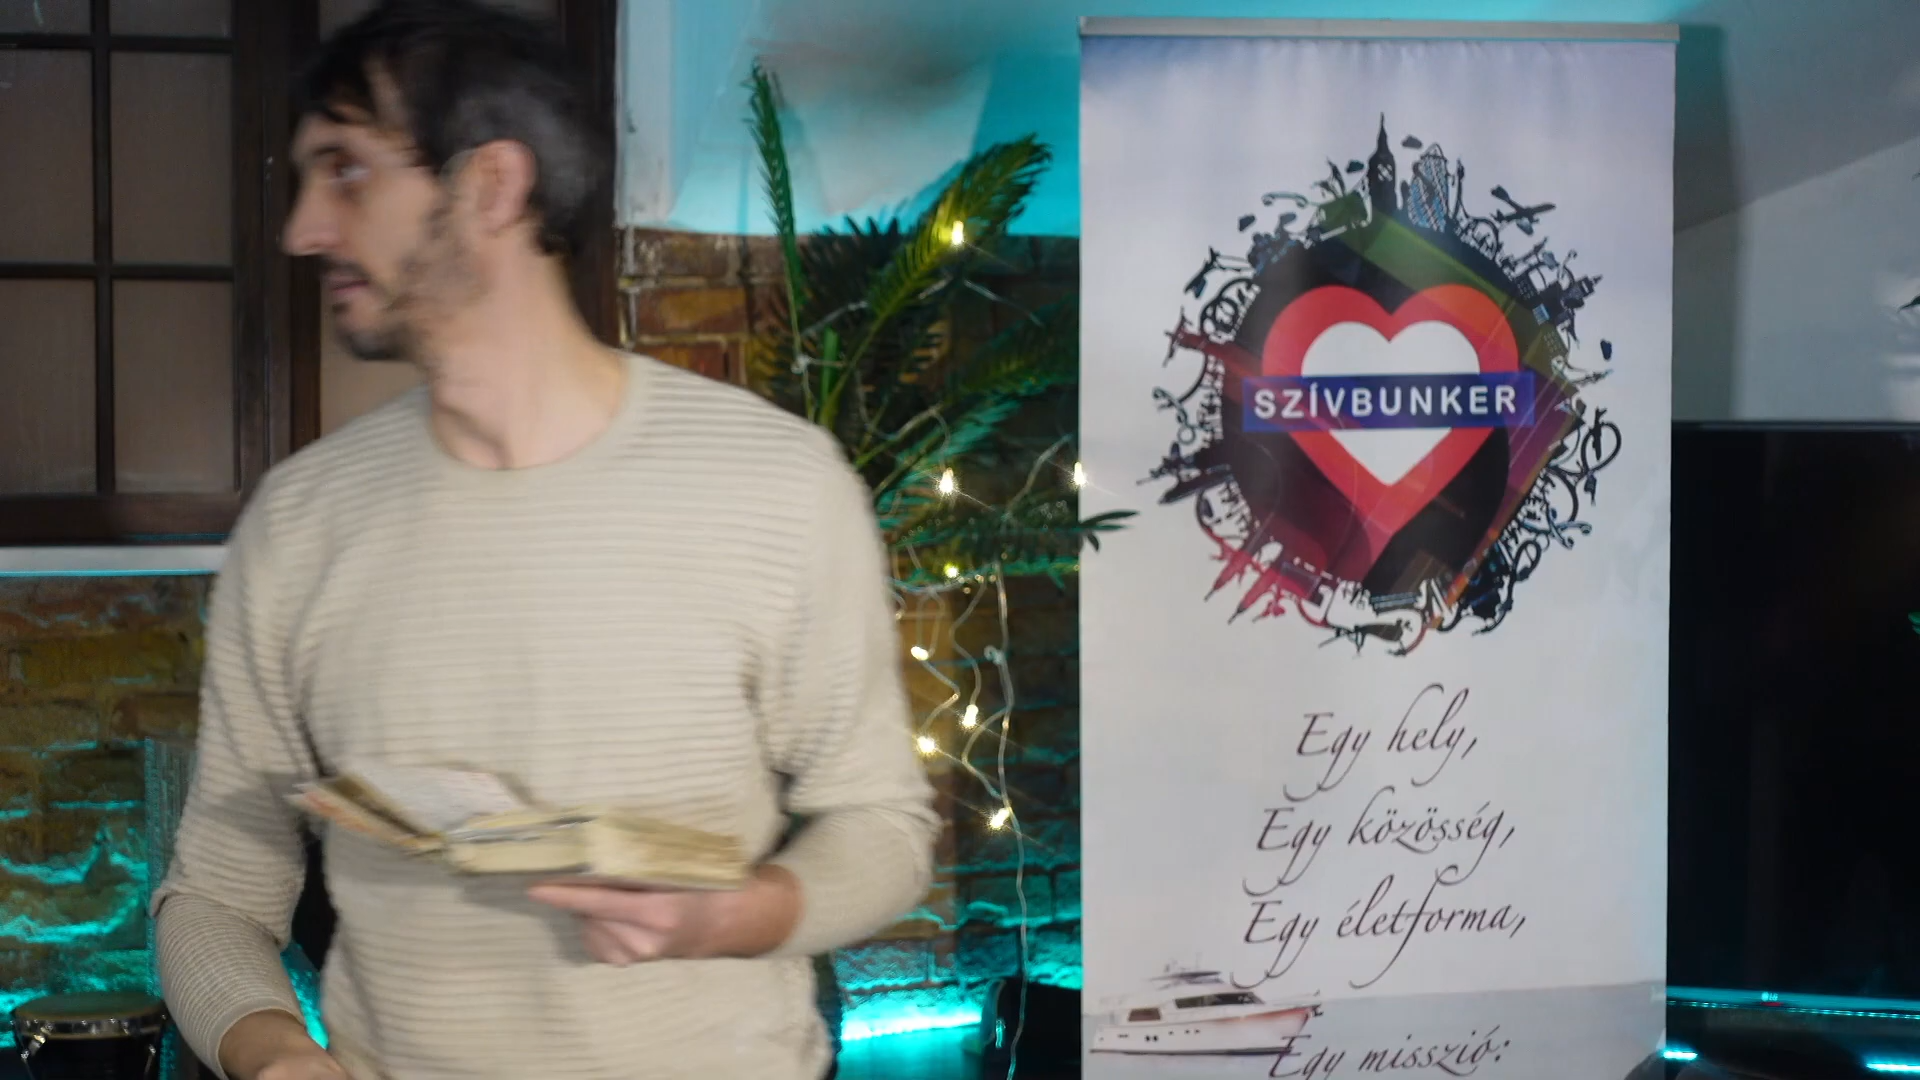 SZÍVBUNKER
Egy hely,
Egy közösség,
Egy életforma,
Egy misszió: